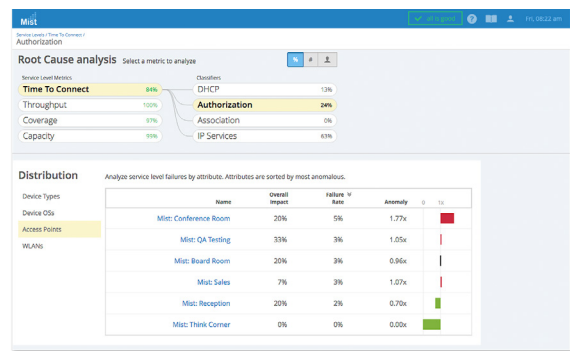 Mist
all is good
?
Fri, 08:22 am
Service Levels / Time To Connect /
Authorization
Root Cause analysis Select a metric to analyze
% #
Service Level Metrics
Classifiers
Time To Connect 94%
DHCP 13%
Throughput 100%
Authorization 24%
Coverage 97%
Association 0%
Capacity 99%
IP Services 63%
Distribution
Analyze service level failures by attribute. Attributes are sorted by most anomalous.
Device Types
Device OSs
Access Points
WLANs
Name Overall Impact Failure Rate Anomaly 0 1x
Mist: Conference Room 20% 5% 1.77x
Mist: QA Testing 33% 3% 1.05x
Mist: Board Room 20% 3% 0.96x
Mist: Sales 7% 3% 1.07x
Mist: Reception 20% 2% 0.70x
Mist: Think Corner 0% 0% 0.00x